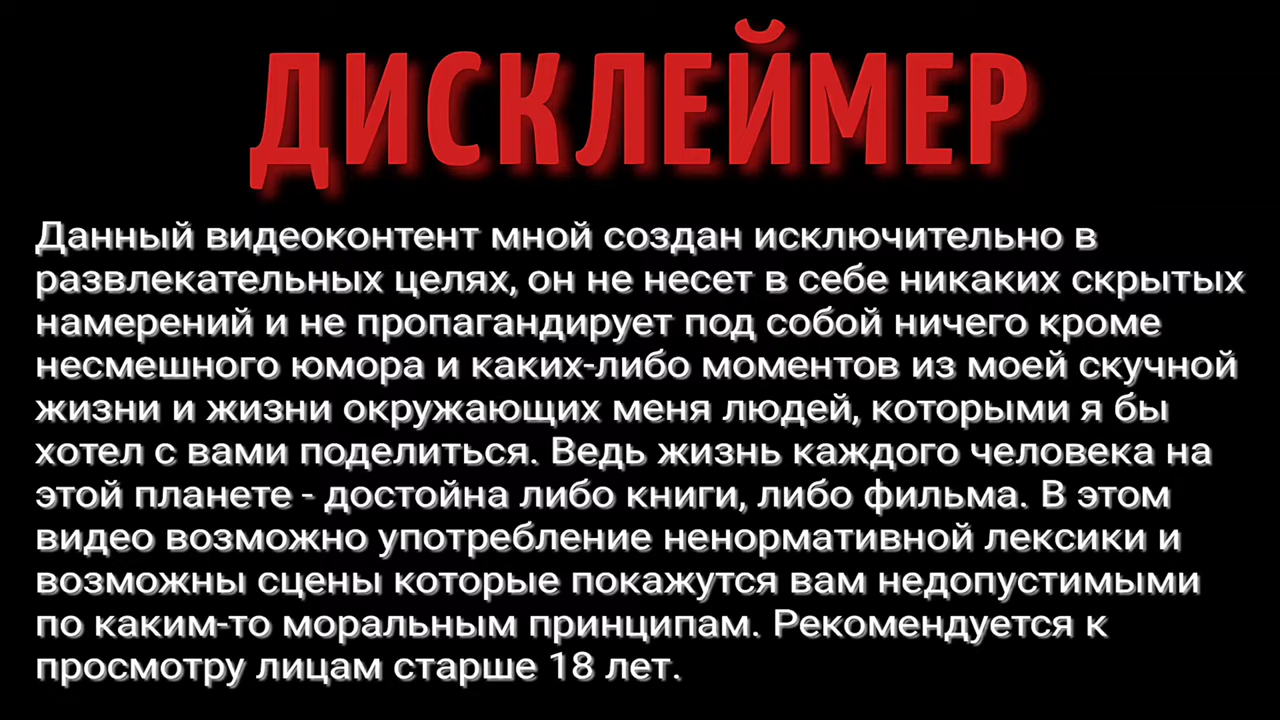 ДИСКЛЕЙМЕР
Данный видеоконтент мной создан исключительно в
развлекательных целях, он не несет в себе никаких скрытых
намерений и не пропагандирует под собой ничего кроме
несмешного юмора и каких-либо моментов из моей скучной
жизни и жизни окружающих меня людей, которыми я бы
хотел с вами поделиться. Ведь жизнь каждого человека на
этой планете - достойна либо книги, либо фильма. В этом
видео возможно употребление ненормативной лексики и
возможны сцены которые покажутся вам недопустимыми
по каким-то моральным принципам. Рекомендуется к
просмотру лицам старше 18 лет.